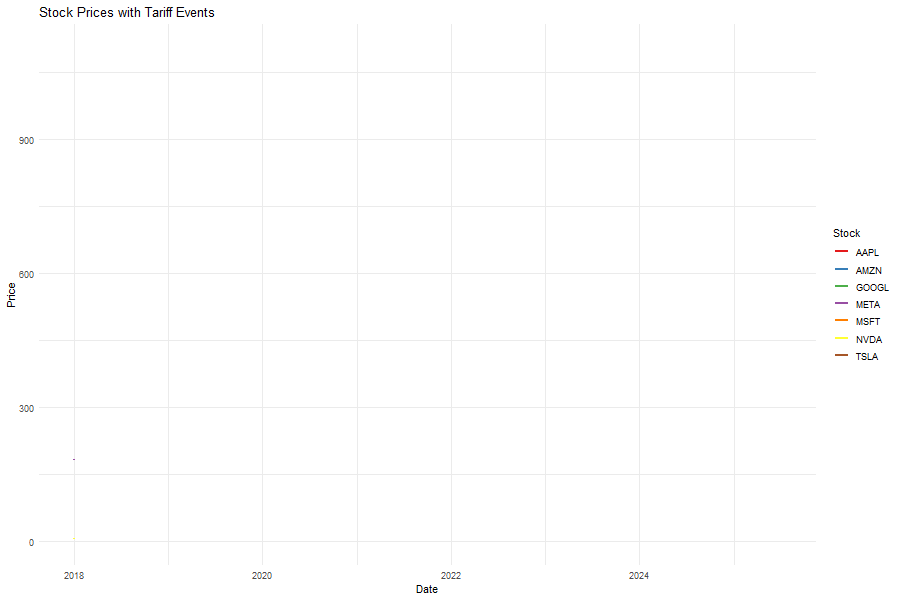 Stock Prices with Tariff Events
Price
900
600
300
0
2018
2020
2022
2024
Date
Stock
AAPL
AMZN
GOOGL
META
MSFT
NVDA
TSLA